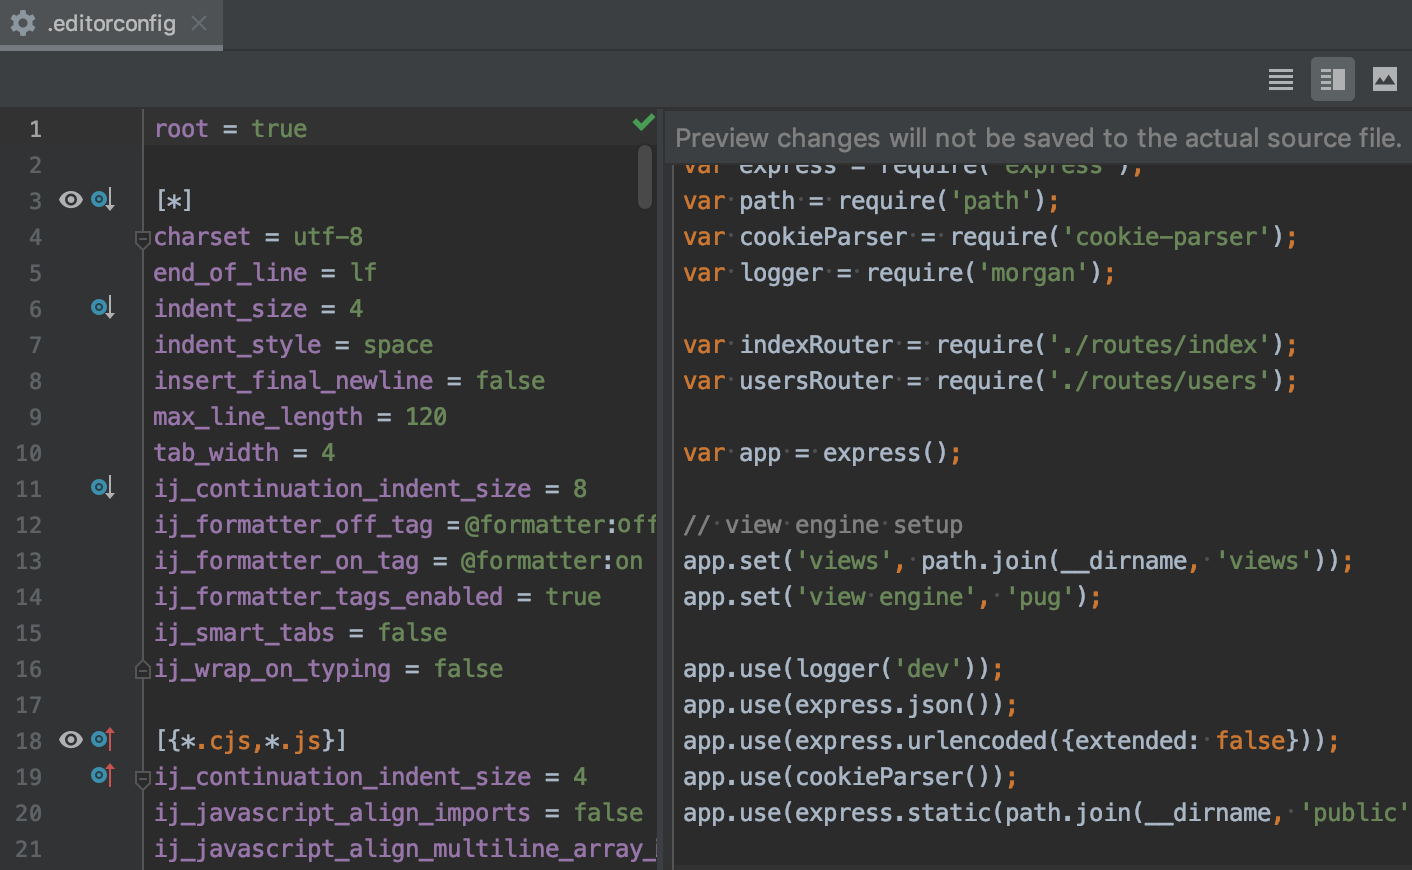 .editorconfig
1 root = true
2
3 [*]
4 charset = utf-8
5 end_of_line = lf
6 indent_size = 4
7 indent_style = space
8 insert_final_newline = false
9 max_line_length = 120
10 tab_width = 4
11 ij_continuation_indent_size = 8
12 ij_formatter_off_tag = @formatter:off
13 ij_formatter_on_tag = @formatter:on
14 ij_formatter_tags_enabled = true
15 ij_smart_tabs = false
16 ij_wrap_on_typing = false
17
18 [{*.cjs,*.js}]
19 ij_continuation_indent_size = 4
20 ij_javascript_align_imports = false
21 ij_javascript_align_multiline_array_
Preview changes will not be saved to the actual source file.
var express = require('express');
var path = require('path');
var cookieParser = require('cookie-parser');
var logger = require('morgan');
var indexRouter = require('./routes/index');
var usersRouter = require('./routes/users');
var app = express();
// view engine setup
app.set('views', path.join(__dirname, 'views'));
app.set('view engine', 'pug');
app.use(logger('dev'));
app.use(express.json());
app.use(express.urlencoded({extended: false}));
app.use(cookieParser());
app.use(express.static(path.join(__dirname, 'public'